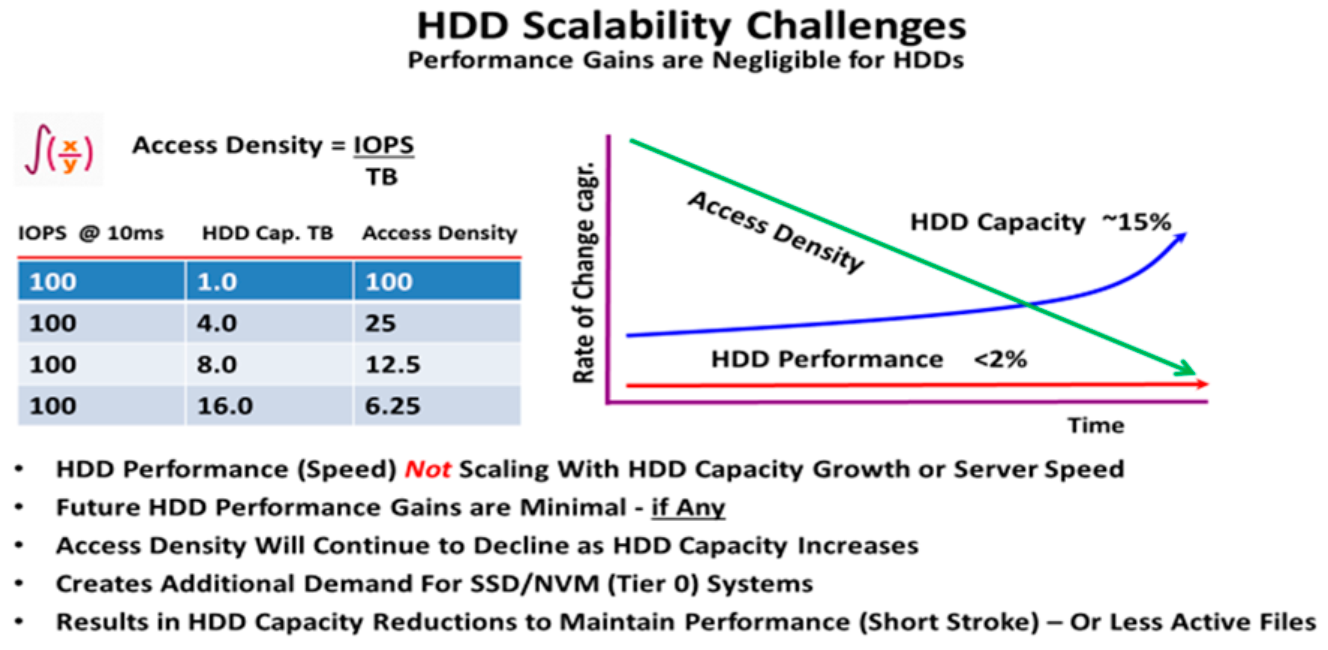 HDD Scalability Challenges
Performance Gains are Negligible for HDDs
∫(x/y)
Access Density = IOPS
TB
IOPS @ 10ms HDD Cap. TB Access Density
100 1.0 100
100 4.0 25
100 8.0 12.5
100 16.0 6.25
Rate of Change cagr.
Access Density
HDD Capacity ~15%
HDD Performance <2%
Time
• HDD Performance (Speed) Not Scaling With HDD Capacity Growth or Server Speed
• Future HDD Performance Gains are Minimal - if Any
• Access Density Will Continue to Decline as HDD Capacity Increases
• Creates Additional Demand For SSD/NVM (Tier 0) Systems
• Results in HDD Capacity Reductions to Maintain Performance (Short Stroke) – Or Less Active Files